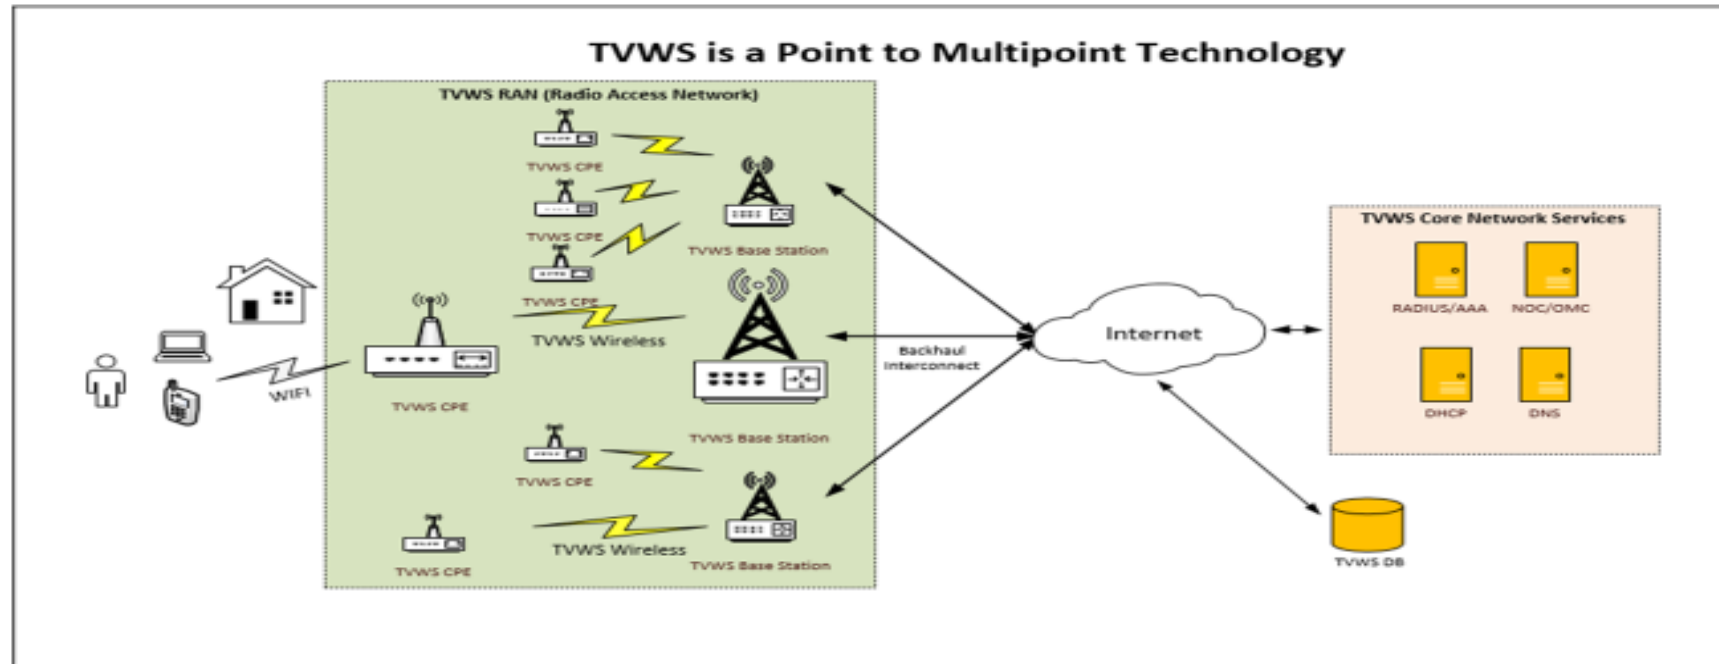 TVWS is a Point to Multipoint Technology
TVWS RAN (Radio Access Network)
TVWS CPE
TVWS CPE
TVWS Base Station
TVWS CPE
TVWS Wireless
WIFI
TVWS CPE
TVWS Base Station
TVWS CPE
TVWS Wireless
TVWS CPE
TVWS Base Station
Backhaul
Interconnect
Internet
TVWS Core Network Services
RADIUS/AAA
NOC/OMC
DHCP
DNS
TVWS DB